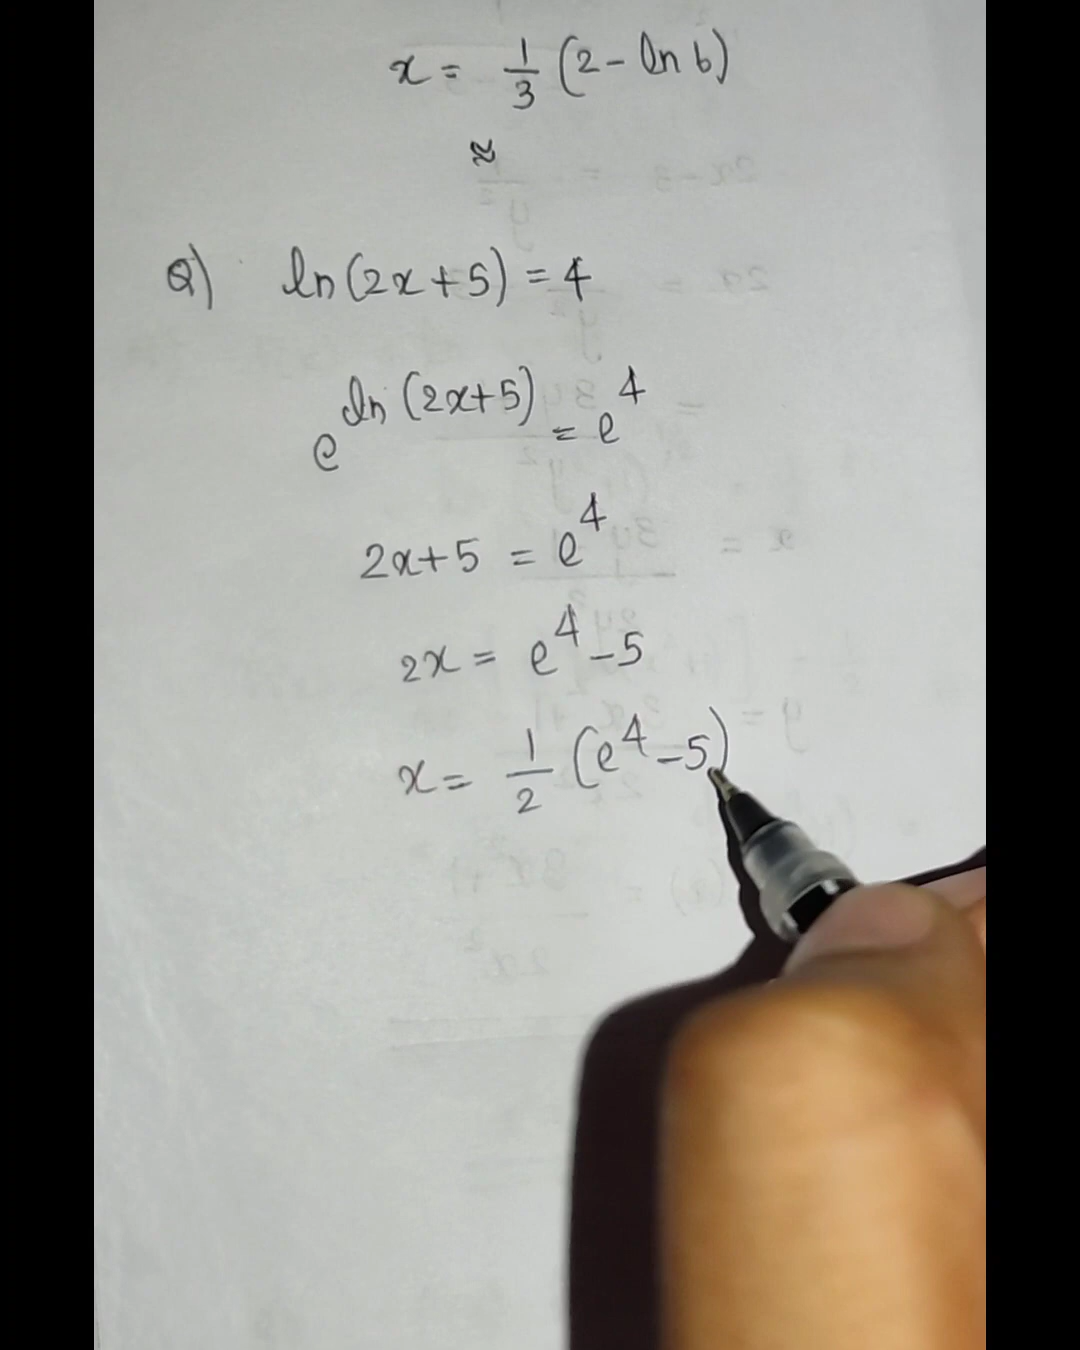 x = 1/3 (2 - ln 6)
≈
Q) ln(2x+5) = 4
e^ln(2x+5) = e^4
2x+5 = e^4
2x = e^4 - 5
x = 1/2 (e^4 - 5)